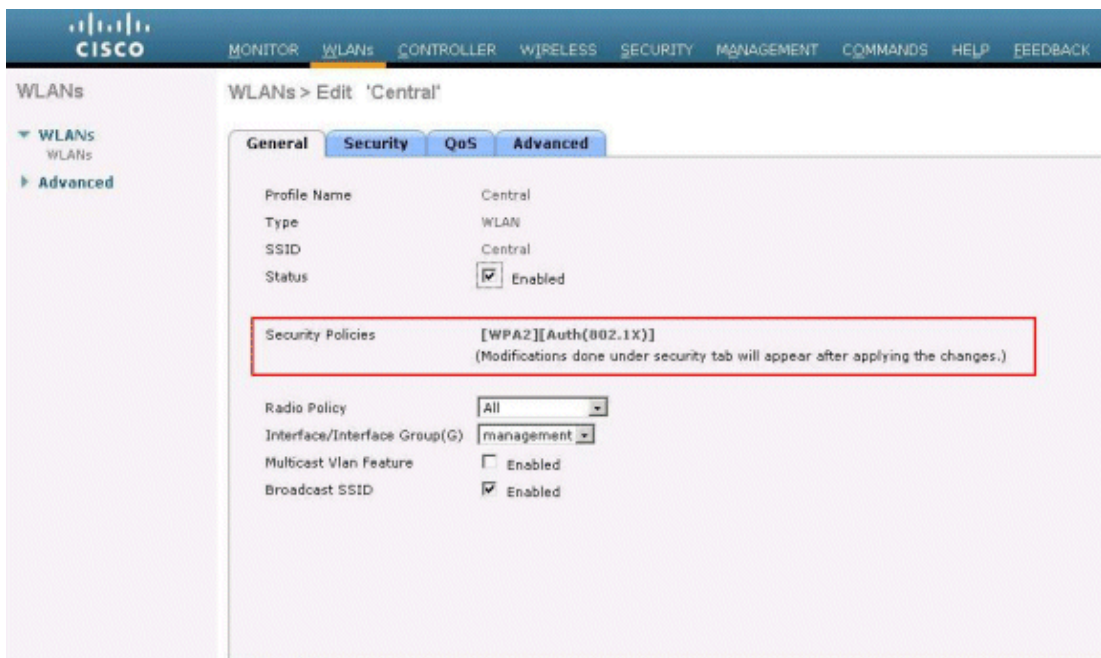 CISCO
MONITOR WLANs CONTROLLER WIRELESS SECURITY MANAGEMENT COMMANDS HELP FEEDBACK
WLANs
WLANs
WLANs
Advanced
WLANs > Edit 'Central'
General Security QoS Advanced
Profile Name Central
Type WLAN
SSID Central
Status Enabled
Security Policies [WPA2][Auth(802.1X)]
(Modifications done under security tab will appear after applying the changes.)
Radio Policy All
Interface/Interface Group(G) management
Multicast Vlan Feature Enabled
Broadcast SSID Enabled